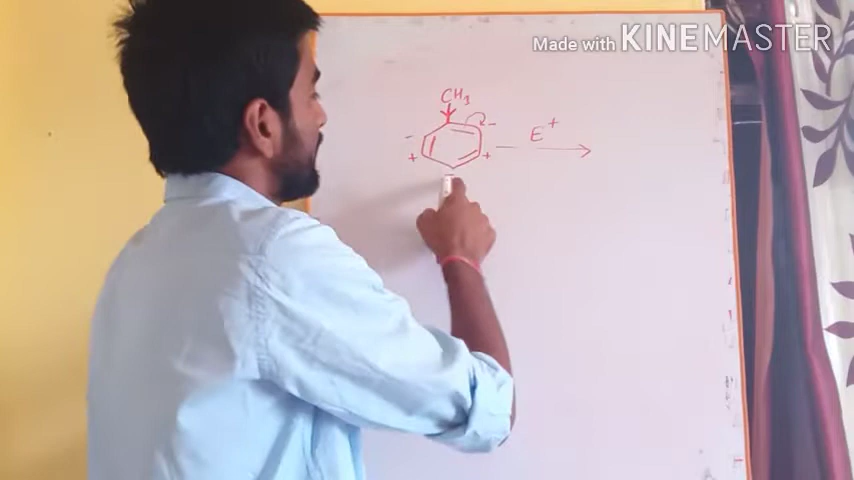 Made with KINEMASTER
CH3
- -
E+
+ +
-